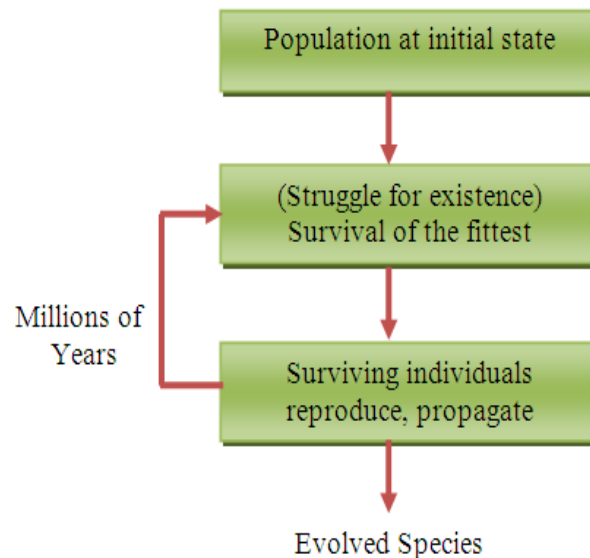 Population at initial state
(Struggle for existence)
Survival of the fittest
Millions of
Years
Surviving individuals
reproduce, propagate
Evolved Species